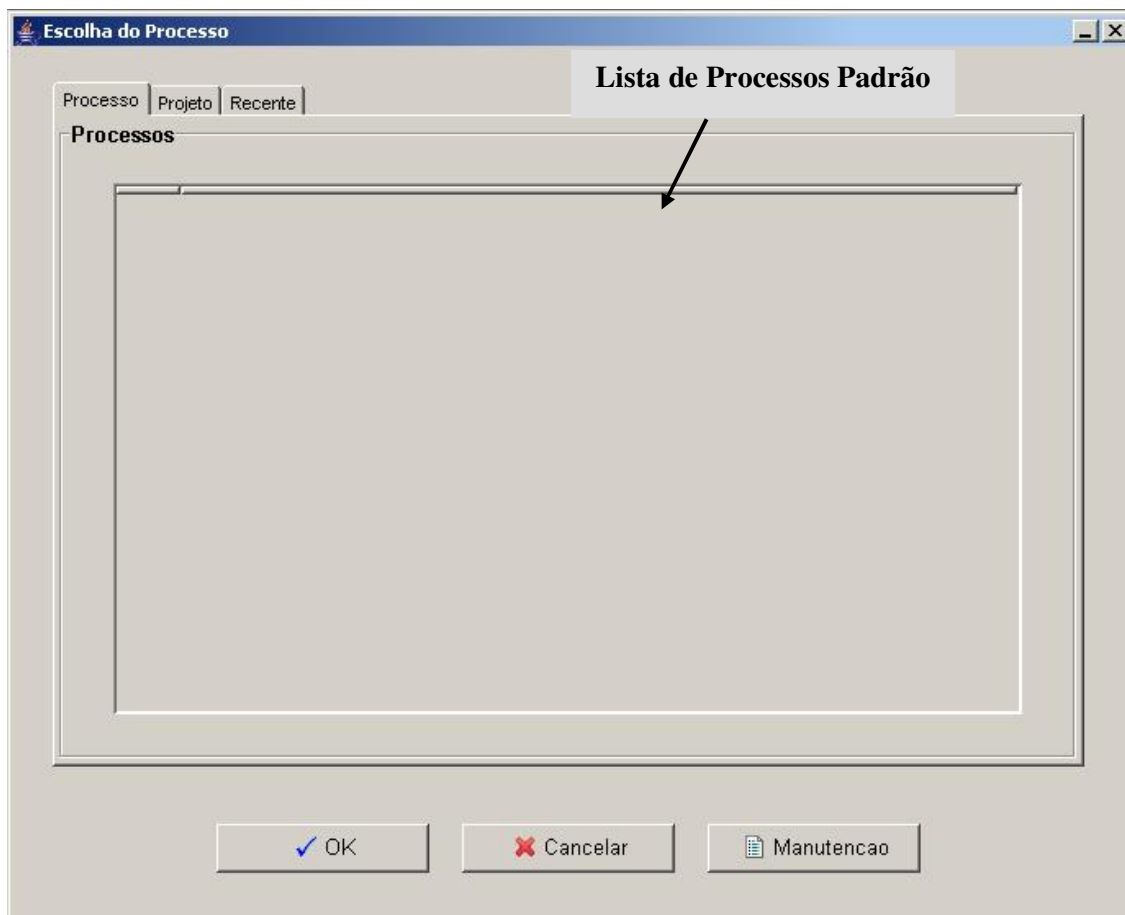 Escolha do Processo
Lista de Processos Padrão
Processo Projeto Recente
Processos
OK Cancelar Manutencao